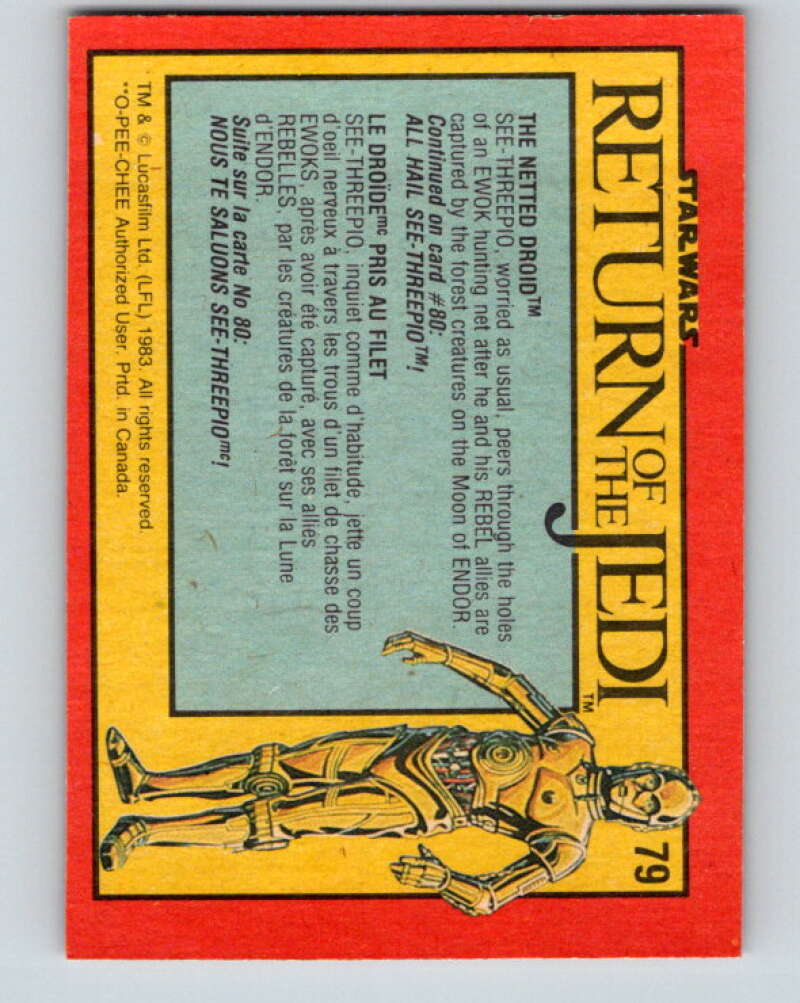 STAR WARS
RETURN OF THE JEDI™
79
THE NETTED DROID™
SEE-THREEPIO, worried as usual, peers through the holes
of an EWOK hunting net after he and his REBEL allies are
captured by the forest creatures on the Moon of ENDOR.
Continued on card #80:
ALL HAIL SEE-THREEPIO™!
LE DROÏDEmc PRIS AU FILET
SEE-THREEPIO, inquiet comme d'habitude, jette un coup
d'oeil nerveux à travers les trous d'un filet de chasse des
EWOKS, après avoir été capturé, avec ses alliés
REBELLES, par les créatures de la forêt sur la Lune
d'ENDOR.
Suite sur la carte No 80:
NOUS TE SALUONS SEE-THREEPIOmc!
TM & © Lucasfilm Ltd. (LFL) 1983. All rights reserved.
**O-PEE-CHEE Authorized User. Prtd. in Canada.